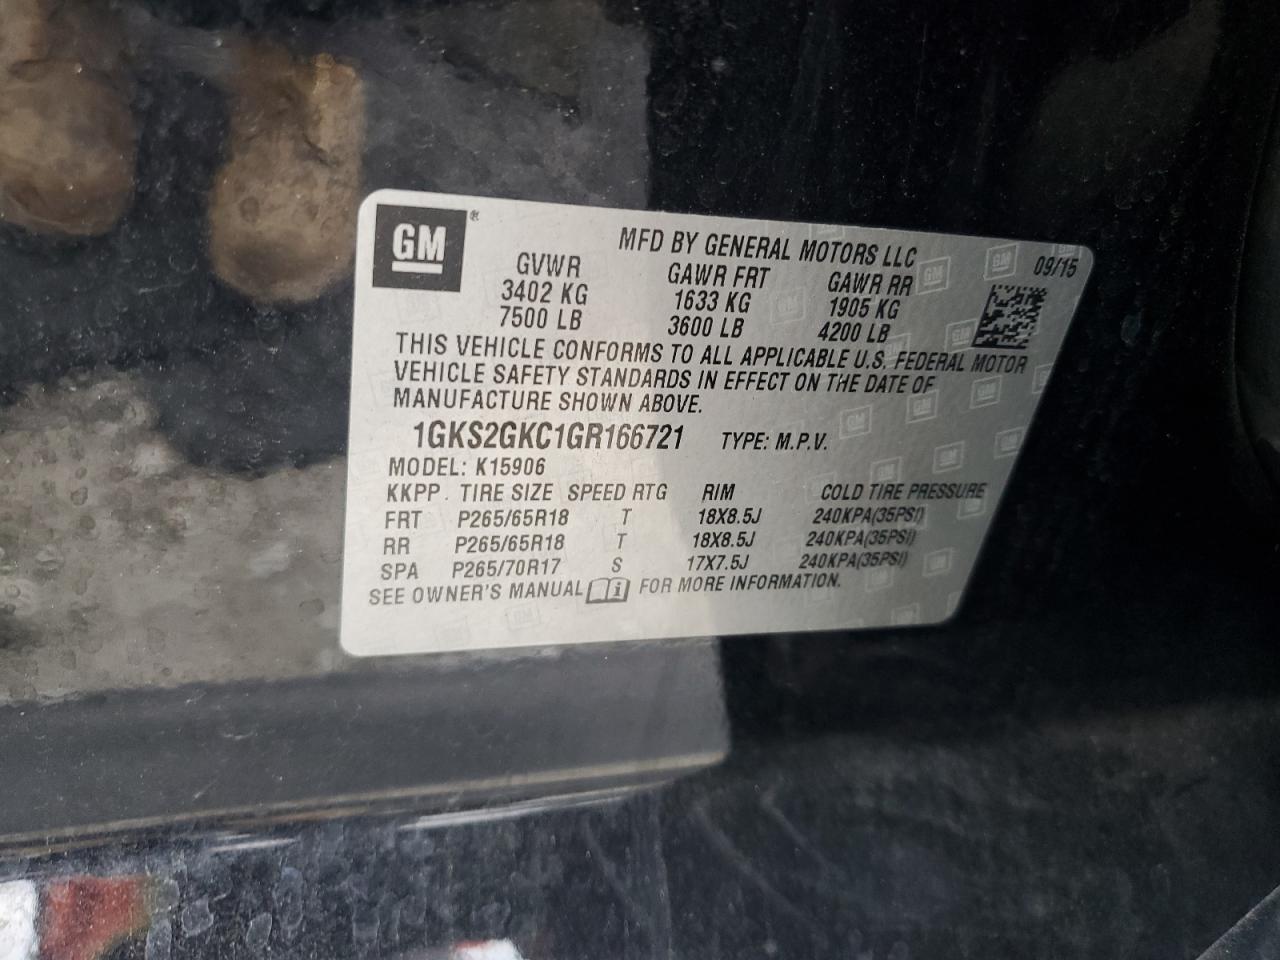 GM ®
MFD BY GENERAL MOTORS LLC 09/15
GVWR GAWR FRT GAWR RR
3402 KG 1633 KG 1905 KG
7500 LB 3600 LB 4200 LB
THIS VEHICLE CONFORMS TO ALL APPLICABLE U.S. FEDERAL MOTOR
VEHICLE SAFETY STANDARDS IN EFFECT ON THE DATE OF
MANUFACTURE SHOWN ABOVE.
1GKS2GKC1GR166721 TYPE: M.P.V.
MODEL: K15906
KKPP TIRE SIZE SPEED RTG RIM COLD TIRE PRESSURE
FRT P265/65R18 T 18X8.5J 240KPA(35PSI)
RR P265/65R18 T 18X8.5J 240KPA(35PSI)
SPA P265/70R17 S 17X7.5J 240KPA(35PSI)
SEE OWNER'S MANUAL i FOR MORE INFORMATION.